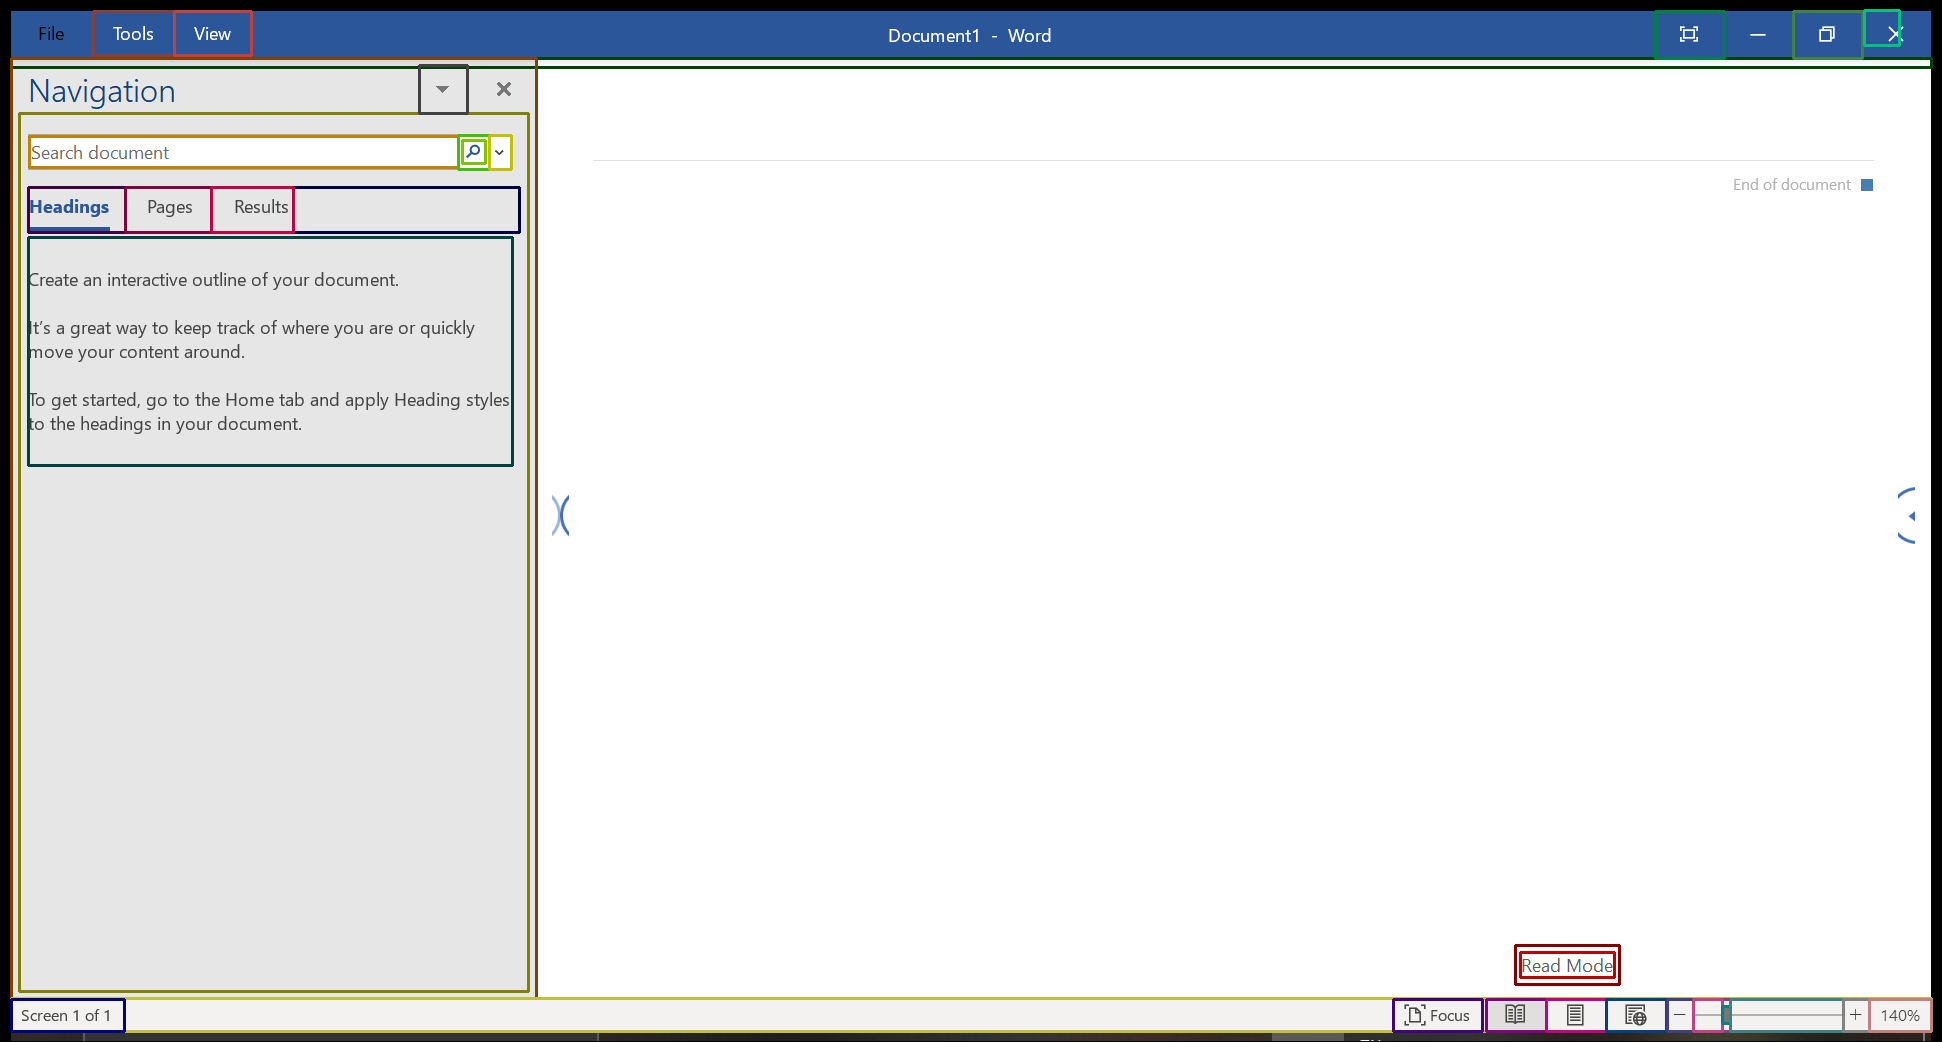 File Tools View Document1 - Word
Navigation
Search document
End of document
Headings Pages Results
Create an interactive outline of your document.
It's a great way to keep track of where you are or quickly
move your content around.
To get started, go to the Home tab and apply Heading styles
to the headings in your document.
Read Mode
Screen 1 of 1 Focus 140%